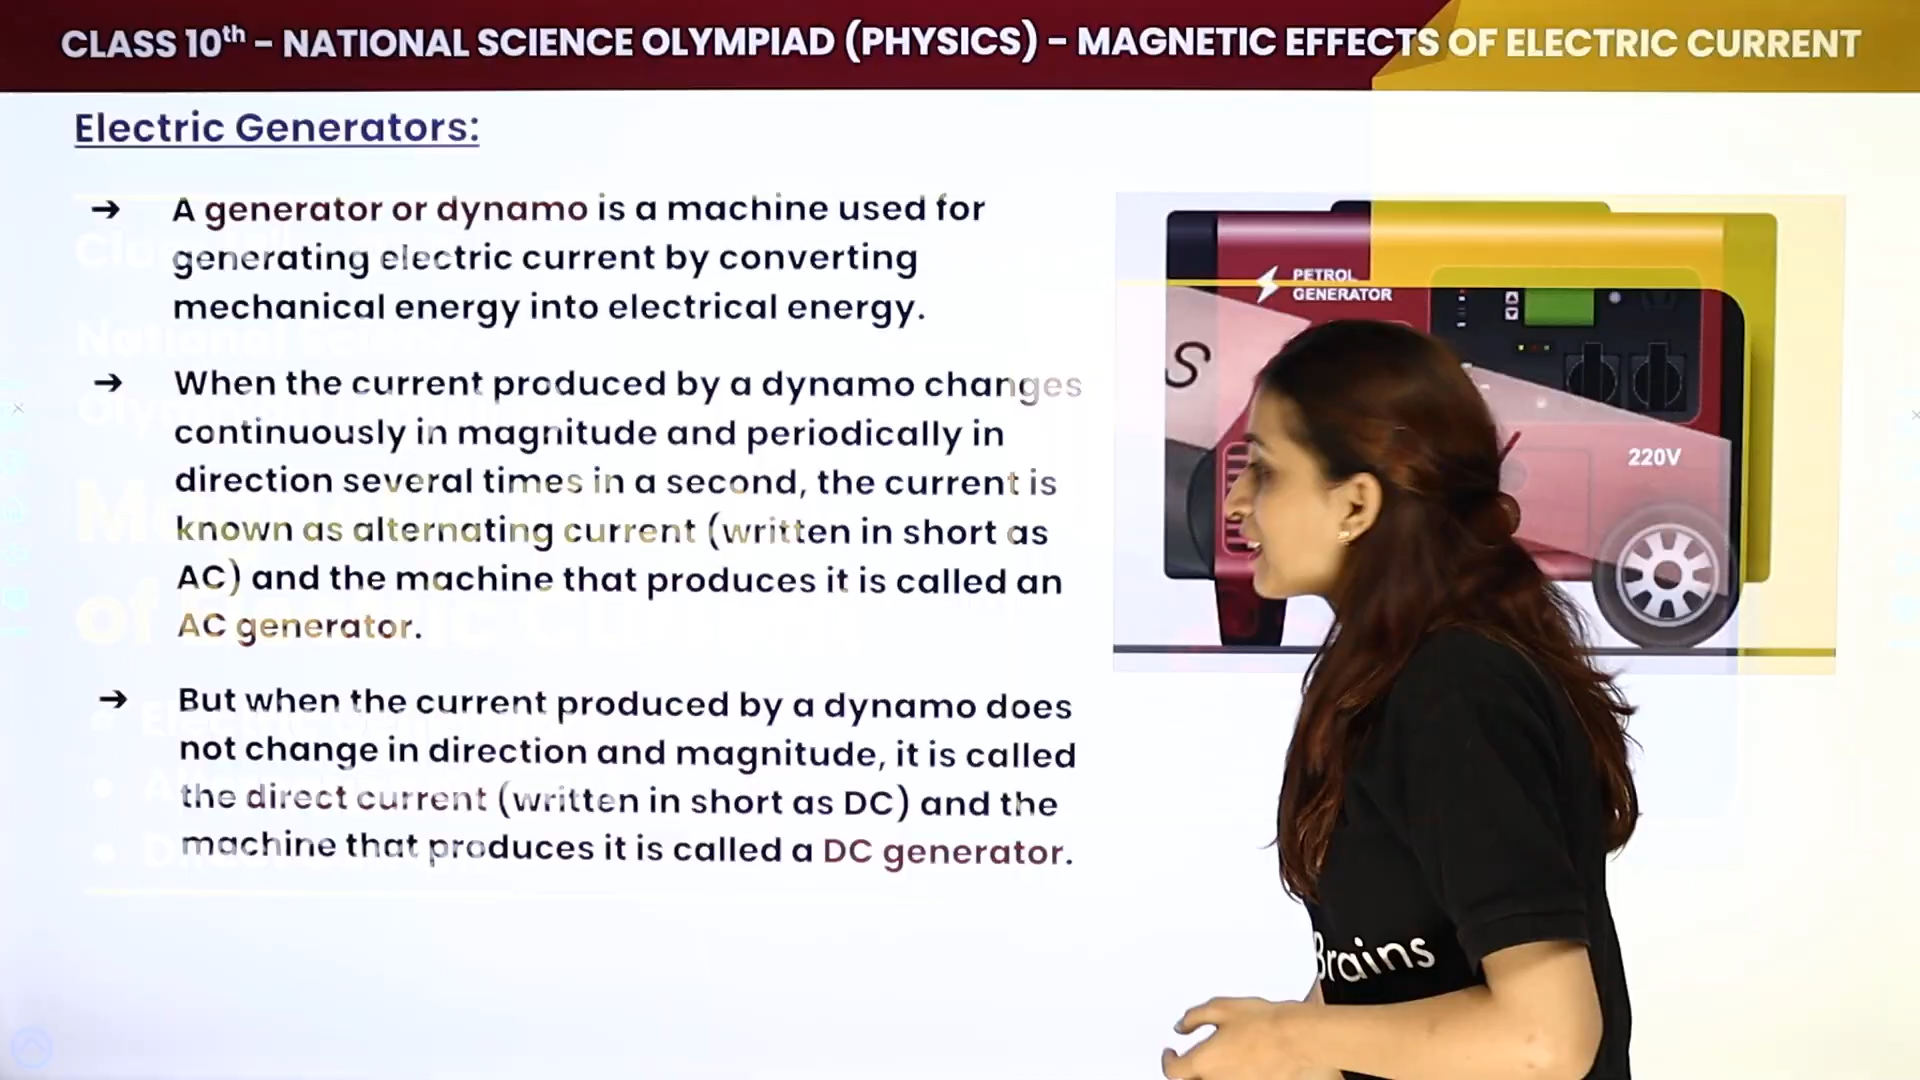 CLASS 10th – NATIONAL SCIENCE OLYMPIAD (PHYSICS) – MAGNETIC EFFECTS OF ELECTRIC CURRENT
Electric Generators:
➔ A generator or dynamo is a machine used for
generating electric current by converting
mechanical energy into electrical energy.
➔ When the current produced by a dynamo changes
continuously in magnitude and periodically in
direction several times in a second, the current is
known as alternating current (written in short as
AC) and the machine that produces it is called an
AC generator.
➔ But when the current produced by a dynamo does
not change in direction and magnitude, it is called
the direct current (written in short as DC) and the
machine that produces it is called a DC generator.
PETROL
GENERATOR
S
220V
Brains